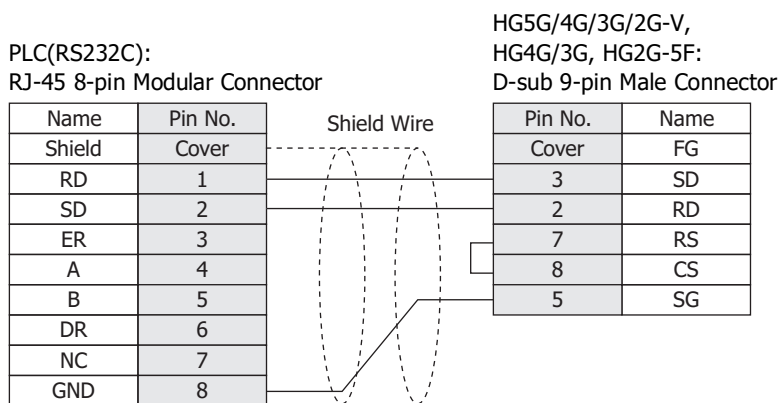 HG5G/4G/3G/2G-V,
PLC(RS232C): HG4G/3G, HG2G-5F:
RJ-45 8-pin Modular Connector D-sub 9-pin Male Connector
Name Pin No. Shield Wire Pin No. Name
Shield Cover Cover FG
RD 1 3 SD
SD 2 2 RD
ER 3 7 RS
A 4 8 CS
B 5 5 SG
DR 6
NC 7
GND 8